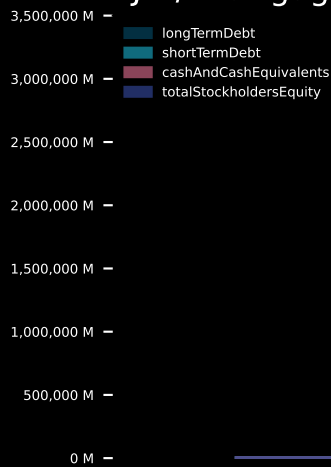 3,500,000 M
longTermDebt
shortTermDebt
3,000,000 M
cashAndCashEquivalents
totalStockholdersEquity
2,500,000 M
2,000,000 M
1,500,000 M
1,000,000 M
500,000 M
0 M